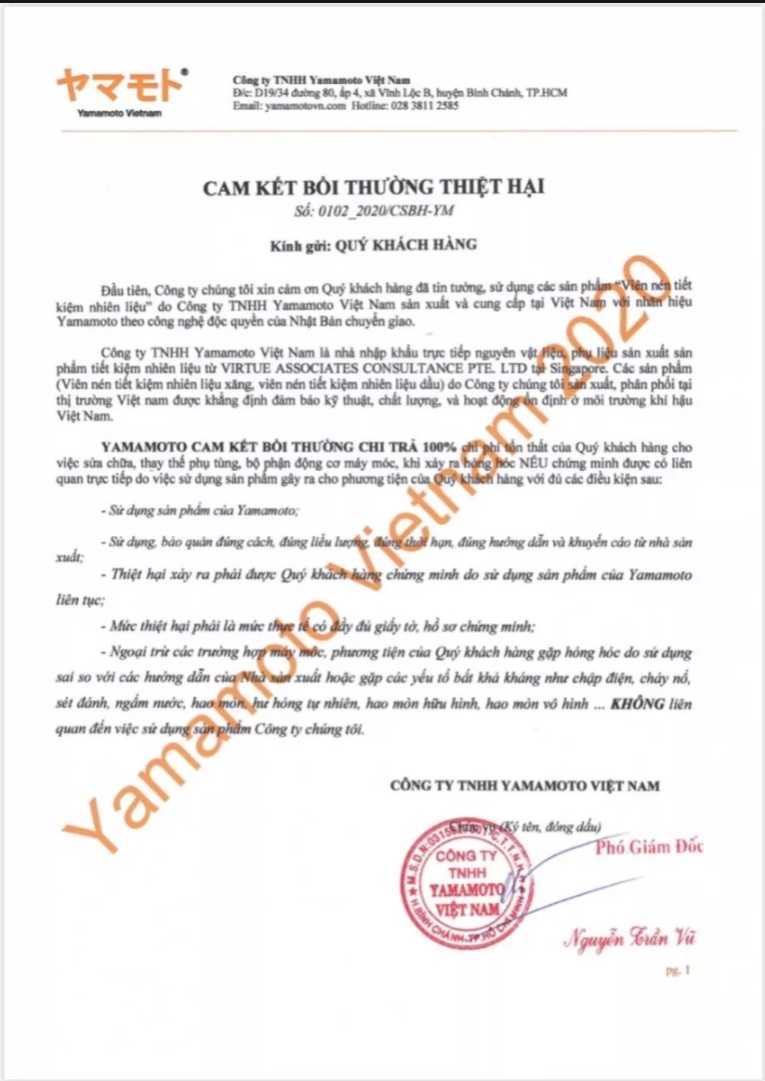 ヤマモト®
Yamamoto Vietnam
Công ty TNHH Yamamoto Việt Nam
Đ/c: D19/34 đường 80, ấp 4, xã Vĩnh Lộc B, huyện Bình Chánh, TP.HCM
Email: yamamotovn.com Hotline: 028 3811 2585
CAM KẾT BỒI THƯỜNG THIỆT HẠI
Số: 0102_2020/CSBH-YM
Kính gửi: QUÝ KHÁCH HÀNG
Đầu tiên, Công ty chúng tôi xin cảm ơn Quý khách hàng đã tin tưởng, sử dụng các sản phẩm “Viên nén tiết
kiệm nhiên liệu” do Công ty TNHH Yamamoto Việt Nam sản xuất và cung cấp tại Việt Nam với nhãn hiệu
Yamamoto theo công nghệ độc quyền của Nhật Bản chuyển giao.
Công ty TNHH Yamamoto Việt Nam là nhà nhập khẩu trực tiếp nguyên vật liệu, phụ liệu sản xuất sản
phẩm tiết kiệm nhiên liệu từ VIRTUE ASSOCIATES CONSULTANCE PTE. LTD tại Singapore. Các sản phẩm
(Viên nén tiết kiệm nhiên liệu xăng, viên nén tiết kiệm nhiên liệu dầu) do Công ty chúng tôi sản xuất, phân phối tại
thị trường Việt nam được khẳng định đảm bảo kỹ thuật, chất lượng, và hoạt động ổn định ở môi trường khí hậu
Việt Nam.
YAMAMOTO CAM KẾT BỒI THƯỜNG CHI TRẢ 100% chi phí tổn thất của Quý khách hàng cho
việc sửa chữa, thay thế phụ tùng, bộ phận động cơ máy móc, khi xảy ra hỏng hóc NẾU chứng minh được có liên
quan trực tiếp do việc sử dụng sản phẩm gây ra cho phương tiện của Quý khách hàng với đủ các điều kiện sau:
- Sử dụng sản phẩm của Yamamoto;
- Sử dụng, bảo quản đúng cách, đúng liều lượng, đúng thời hạn, đúng hướng dẫn và khuyến cáo từ nhà sản
xuất;
- Thiệt hại xảy ra phải được Quý khách hàng chứng minh do sử dụng sản phẩm của Yamamoto
liên tục;
- Mức thiệt hại phải là mức thực tế có đầy đủ giấy tờ, hồ sơ chứng minh;
- Ngoại trừ các trường hợp máy móc, phương tiện của Quý khách hàng gặp hỏng hóc do sử dụng
sai so với các hướng dẫn của Nhà sản xuất hoặc gặp các yếu tố bất khả kháng như chập điện, cháy nổ,
sét đánh, ngấm nước, hao mòn, hư hỏng tự nhiên, hao mòn hữu hình, hao mòn vô hình ... KHÔNG liên
quan đến việc sử dụng sản phẩm Công ty chúng tôi.
Yamamoto Vietnam 2020
CÔNG TY TNHH YAMAMOTO VIỆT NAM
Chức vụ (Ký tên, đóng dấu)
Phó Giám Đốc
CÔNG TY
TNHH
YAMAMOTO
VIỆT NAM
H.BÌNH CHÁNH-TP HỒ CHÍ MINH
Nguyễn Trần Vũ
pg. 1